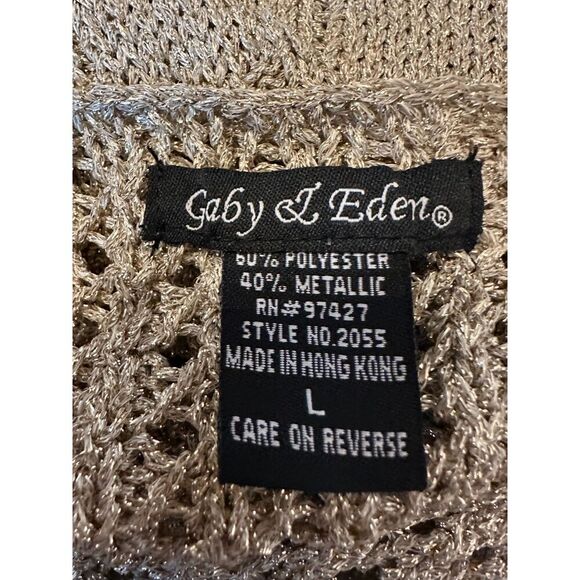 Gaby & Eden®
60% POLYESTER
40% METALLIC
RN#97427
STYLE NO.2055
MADE IN HONG KONG
L
CARE ON REVERSE